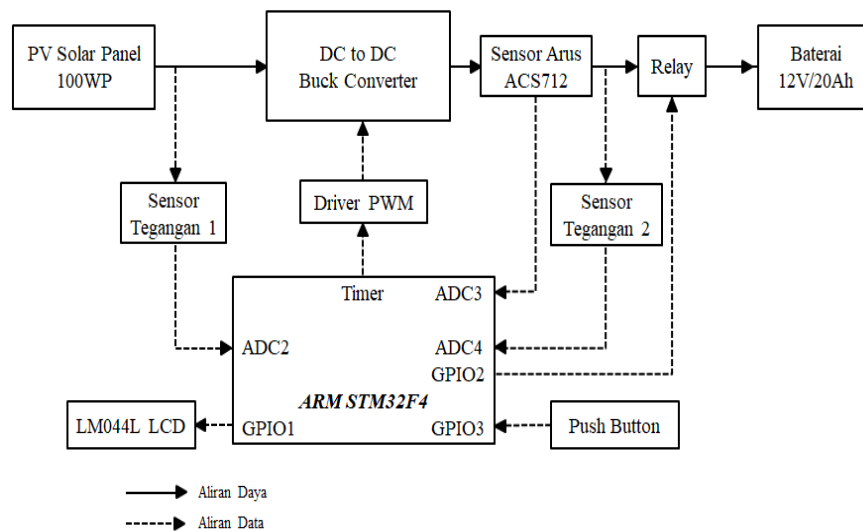 PV Solar Panel
100WP
DC to DC
Buck Converter
Sensor Arus
ACS712
Relay
Baterai
12V/20Ah
Sensor
Tegangan 1
Driver PWM
Sensor
Tegangan 2
Timer
ADC3
ADC2
ADC4
GPIO2
ARM STM32F4
LM044L LCD
GPIO1
GPIO3
Push Button
Aliran Daya
Aliran Data